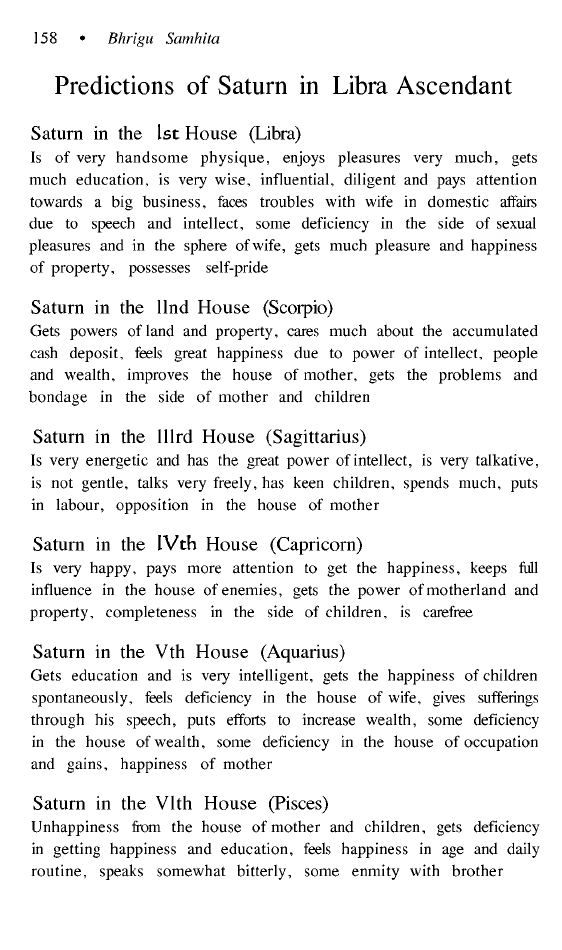 158 • Bhrigu Samhita
Predictions of Saturn in Libra Ascendant
Saturn in the 1st House (Libra)
Is of very handsome physique, enjoys pleasures very much, gets
much education, is very wise, influential, diligent and pays attention
towards a big business, faces troubles with wife in domestic affairs
due to speech and intellect, some deficiency in the side of sexual
pleasures and in the sphere of wife, gets much pleasure and happiness
of property, possesses self-pride
Saturn in the IInd House (Scorpio)
Gets powers of land and property, cares much about the accumulated
cash deposit, feels great happiness due to power of intellect, people
and wealth, improves the house of mother, gets the problems and
bondage in the side of mother and children
Saturn in the IIIrd House (Sagittarius)
Is very energetic and has the great power of intellect, is very talkative,
is not gentle, talks very freely, has keen children, spends much, puts
in labour, opposition in the house of mother
Saturn in the IVth House (Capricorn)
Is very happy, pays more attention to get the happiness, keeps full
influence in the house of enemies, gets the power of motherland and
property, completeness in the side of children, is carefree
Saturn in the Vth House (Aquarius)
Gets education and is very intelligent, gets the happiness of children
spontaneously, feels deficiency in the house of wife, gives sufferings
through his speech, puts efforts to increase wealth, some deficiency
in the house of wealth, some deficiency in the house of occupation
and gains, happiness of mother
Saturn in the VIth House (Pisces)
Unhappiness from the house of mother and children, gets deficiency
in getting happiness and education, feels happiness in age and daily
routine, speaks somewhat bitterly, some enmity with brother